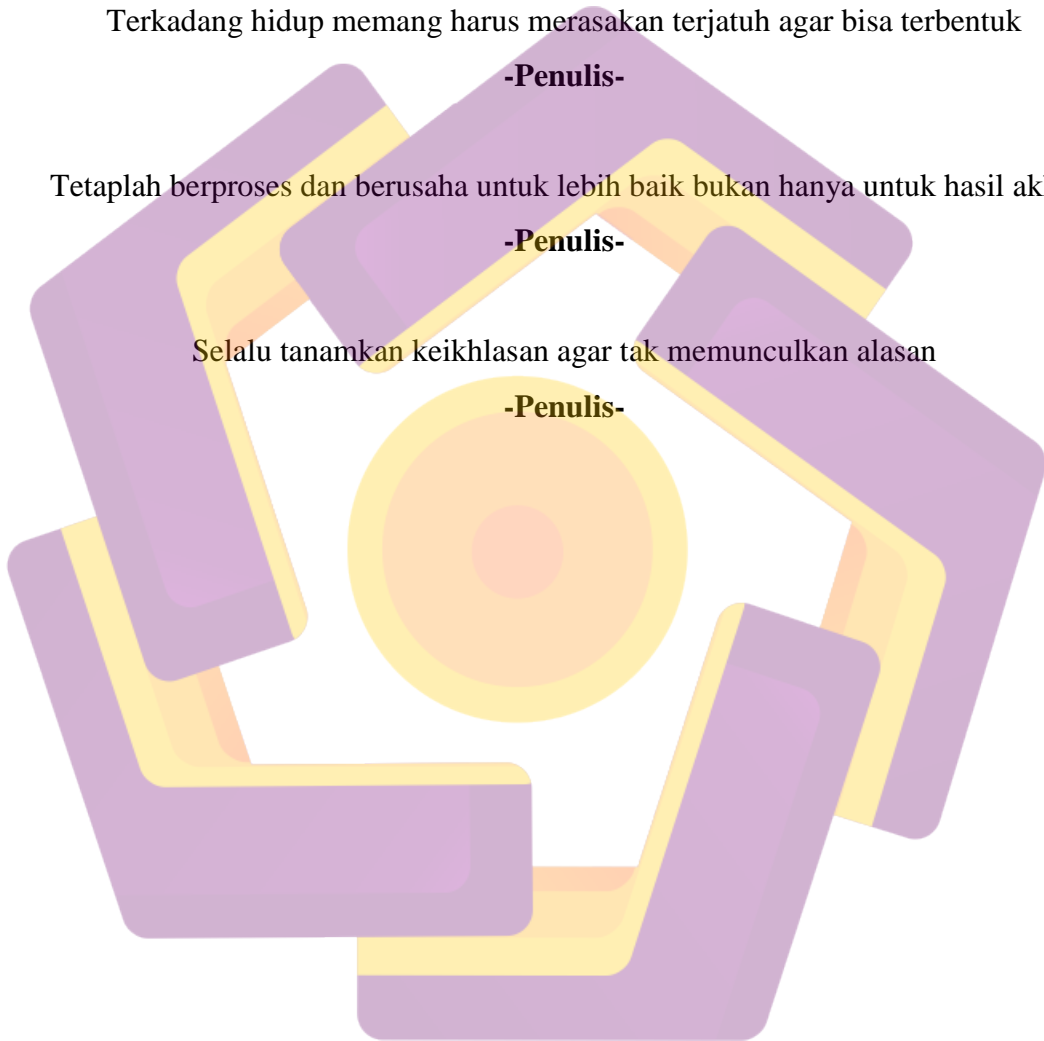 Terkadang hidup memang harus merasakan terjatuh agar bisa terbentuk
-Penulis-
Tetaplah berproses dan berusaha untuk lebih baik bukan hanya untuk hasil
-Penulis-
Selalu tanamkan keikhlasan agar tak memunculkan alasan
-Penulis-